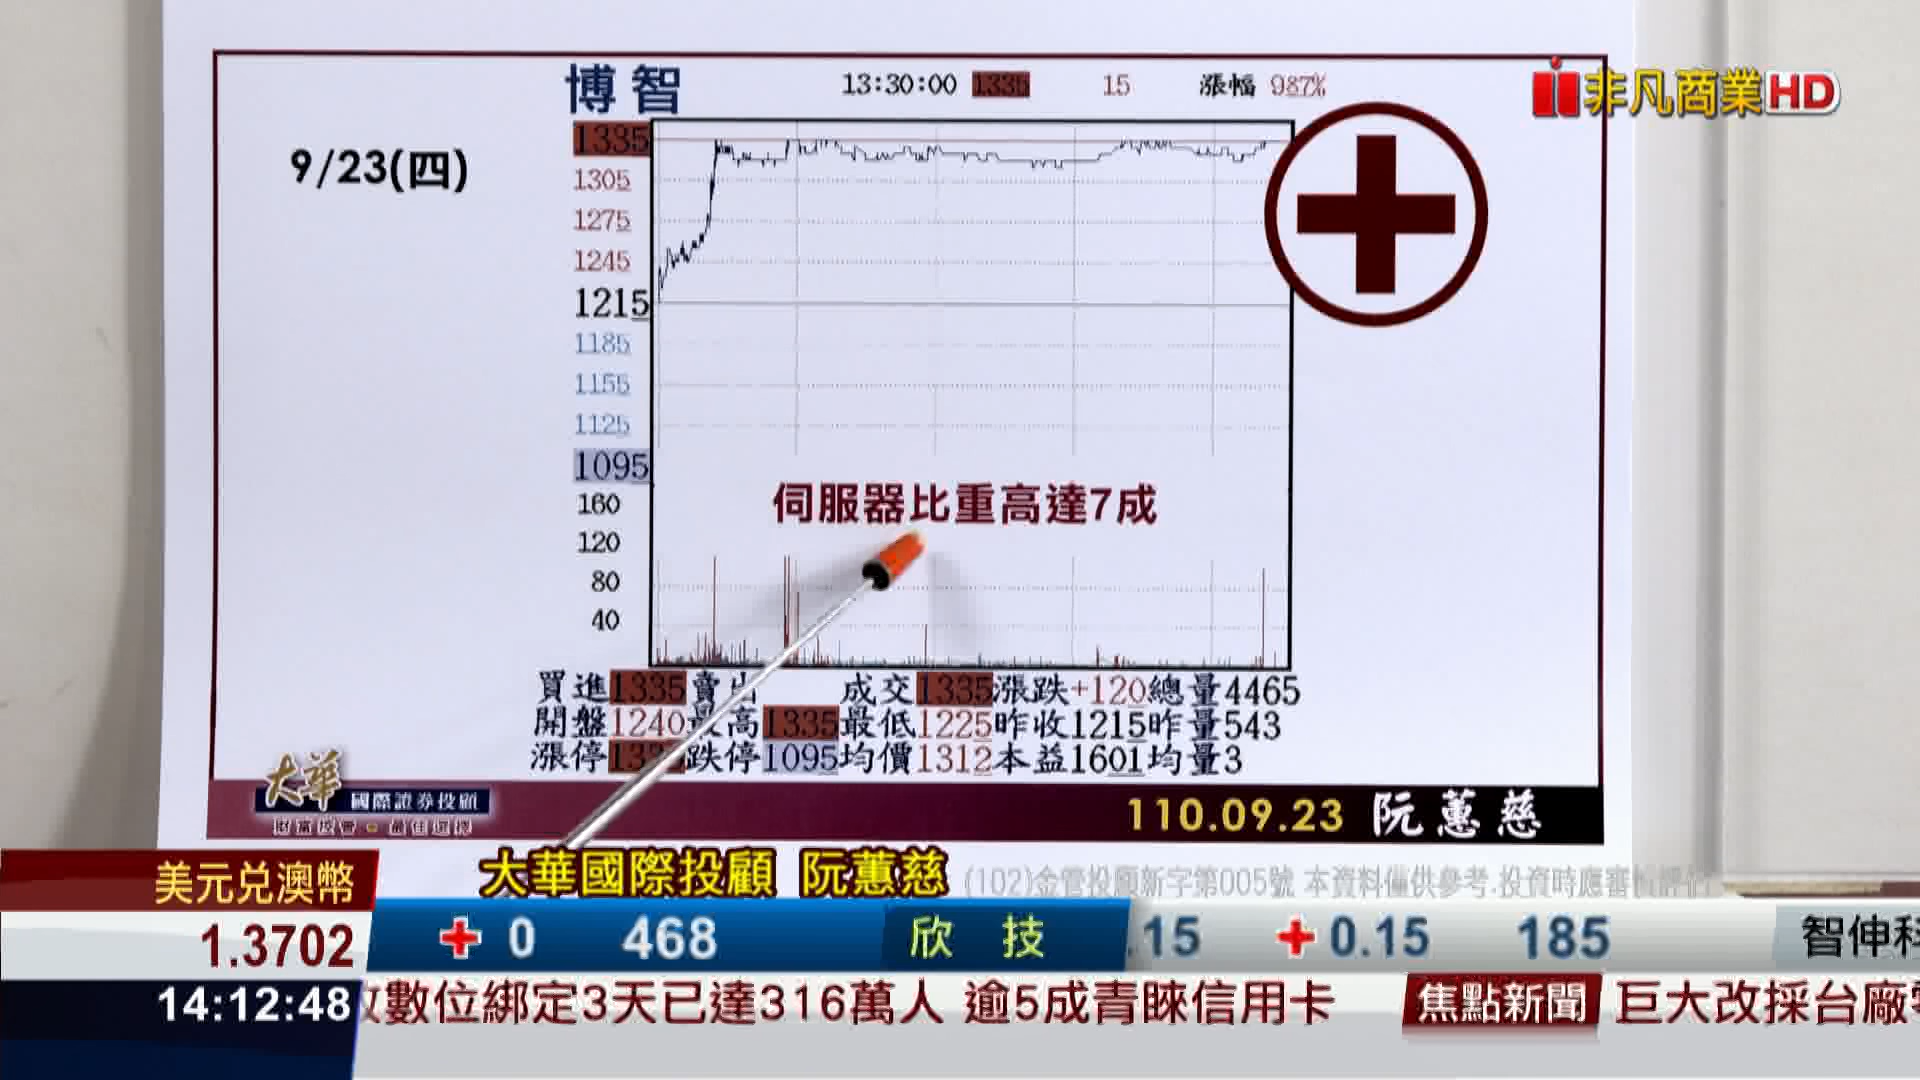 博智 13:30:00 1335 15 漲幅 987%
非凡商業HD
9/23(四)
1335
1305
1275
1245
1215
1185
1155
1125
1095
160
120
80
40
伺服器比重高達7成
買進1335賣出 成交1335漲跌+120總量4465
開盤1240最高1335最低1225昨收1215昨量543
漲停 跌停1095均價1312本益1601均量3
大華 國際證券投顧
110.09.23 阮蕙慈
美元兑澳幣
大華國際投顧 阮蕙慈 (102)金管投顧新字第005號 本資料僅供參考.投資時應審慎評估
1.3702
+ 0 468 欣技 .15 + 0.15 185 智伸科
14:12:48
數位綁定3天已達316萬人 逾5成青睞信用卡 焦點新聞 巨大改採台廠